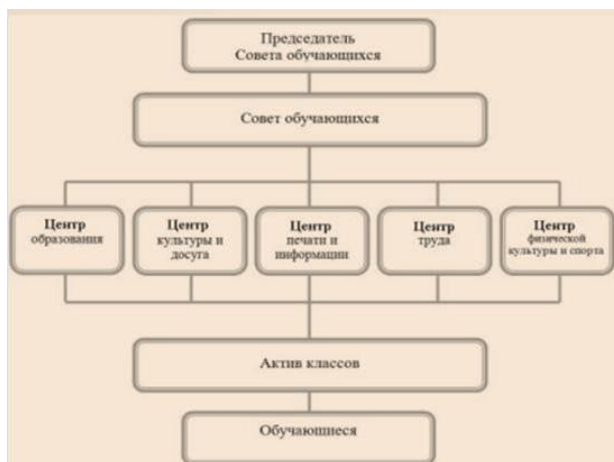 Председатель
Совета обучающихся
Совет обучающихся
Центр
образования
Центр
культуры и
досуга
Центр
печати и
информации
Центр
труда
Центр
физической
культуры и спорта
Актив классов
Обучающиеся